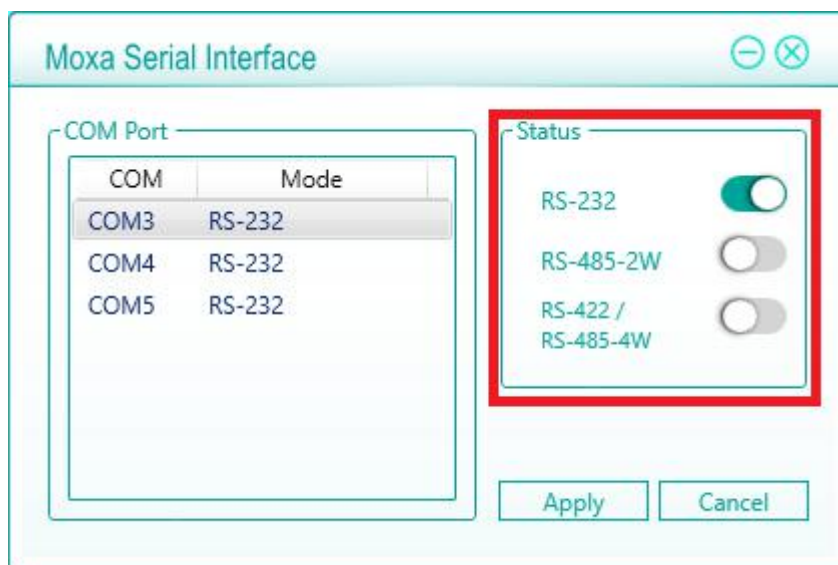 Moxa Serial Interface
COM Port
COM Mode
COM3 RS-232
COM4 RS-232
COM5 RS-232
Status
RS-232
RS-485-2W
RS-422 /
RS-485-4W
Apply Cancel